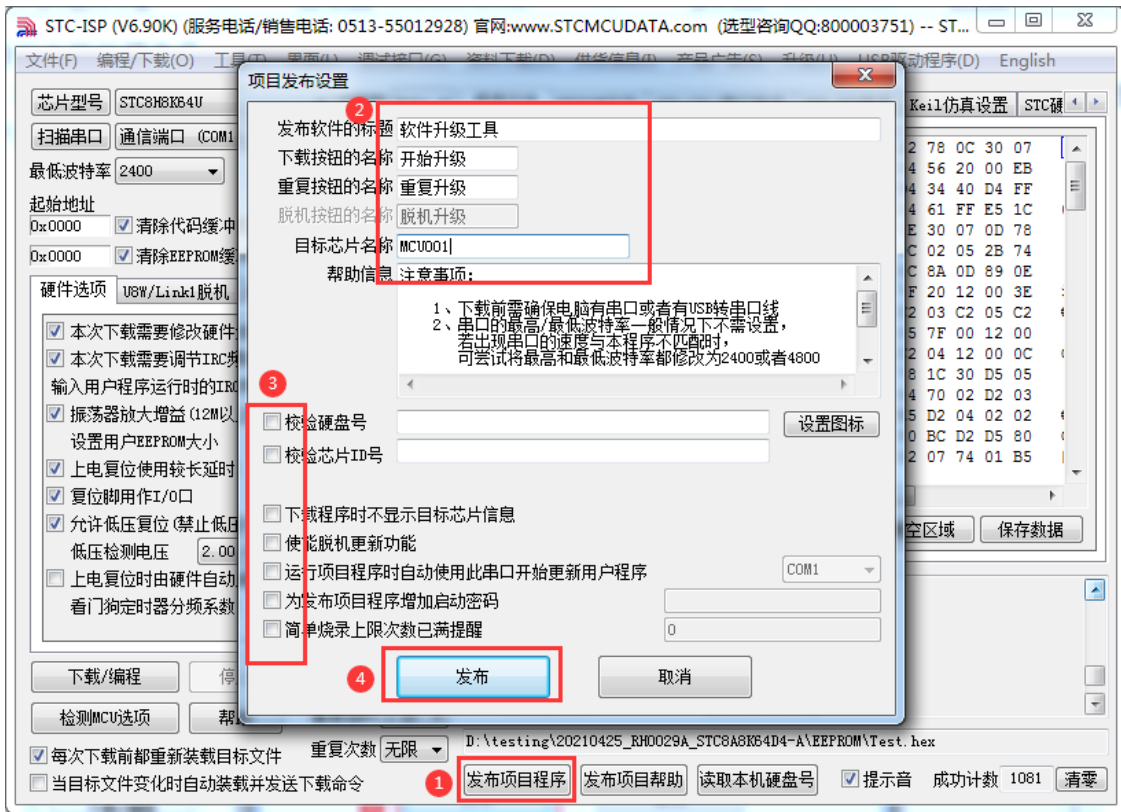 STC-ISP (V6.90K) (服务电话/销售电话: 0513-55012928) 官网:www.STCMCUDATA.com (选型咨询QQ:800003751) -- ST...
文件(F) 编程/下载(O) 工具(T) 界面(L) 调试接口(G) 资料下载(D) 供货信息(I) 产品广告(S) 升级(U) USB驱动程序(D) English
项目发布设置
芯片型号 STC8H8K64U
扫描串口 通信端口 (COM1
最低波特率 2400
起始地址
0x0000 清除代码缓冲
0x0000 清除EEPROM缓
硬件选项 U8W/Link1脱机
本次下载需要修改硬件
本次下载需要调节IRC频
输入用户程序运行时的IRC
振荡器放大增益(12M以
设置用户EEPROM大小
上电复位使用较长延时
复位脚用作I/O口
允许低压复位(禁止低压
低压检测电压 2.00
上电复位时由硬件自动
看门狗定时器分频系数
2
发布软件的标题 软件升级工具
下载按钮的名称 开始升级
重复按钮的名称 重复升级
脱机按钮的名称 脱机升级
目标芯片名称 MCU001
帮助信息 注意事项:
1、下载前需确保电脑有串口或者有USB转串口线
2、串口的最高/最低波特率一般情况下不需设置,
若出现串口的速度与本程序不匹配时,
可尝试将最高和最低波特率都修改为2400或者4800
3
校验硬盘号 设置图标
校验芯片ID号
下载程序时不显示目标芯片信息
使能脱机更新功能
运行项目程序时自动使用此串口开始更新用户程序 COM1
为发布项目程序增加启动密码
简单烧录上限次数已满提醒 0
4 发布 取消
Keil仿真设置 STC硬
2 78 0C 30 07
4 56 20 00 EB
4 34 40 D4 FF
4 61 FF E5 1C
E 30 07 0D 78
C 02 05 2B 74
C 8A 0D 89 0E
F 20 12 00 3E
2 03 C2 05 C2
5 7F 00 12 00
2 04 12 00 0C
8 1C 30 D5 05
4 70 02 D2 03
5 D2 04 02 02
0 BC D2 D5 80
2 07 74 01 B5
空区域 保存数据
下载/编程 停
检测MCU选项 帮
每次下载前都重新装载目标文件 重复次数 无限
当目标文件变化时自动装载并发送下载命令
D:\testing\20210425_RH0029A_STC8A8K64D4-A\EEPROM\Test.hex
1 发布项目程序 发布项目帮助 读取本机硬盘号 提示音 成功计数 1081 清零